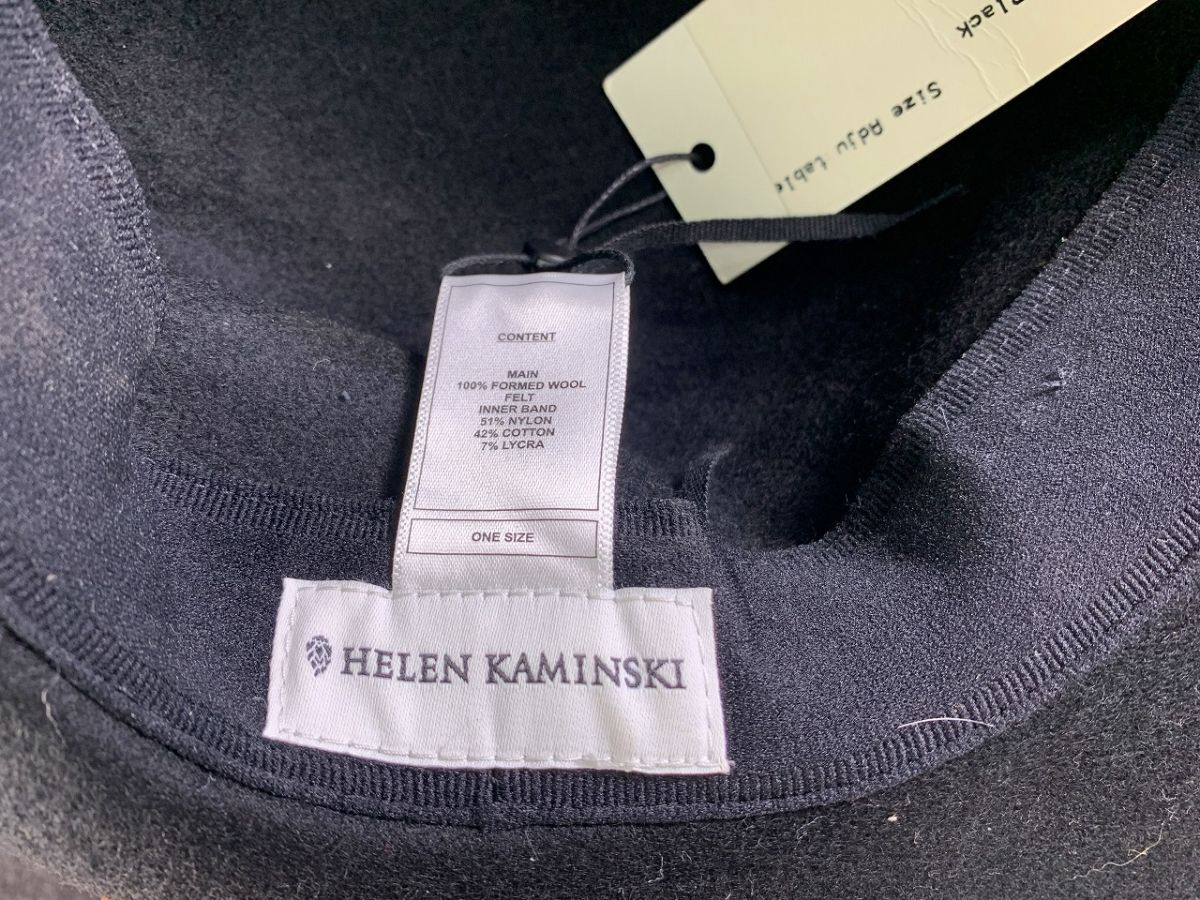 Black
Size Adju table
CONTENT
MAIN
100% FORMED WOOL
FELT
INNER BAND
51% NYLON
42% COTTON
7% LYCRA
ONE SIZE
HELEN KAMINSKI